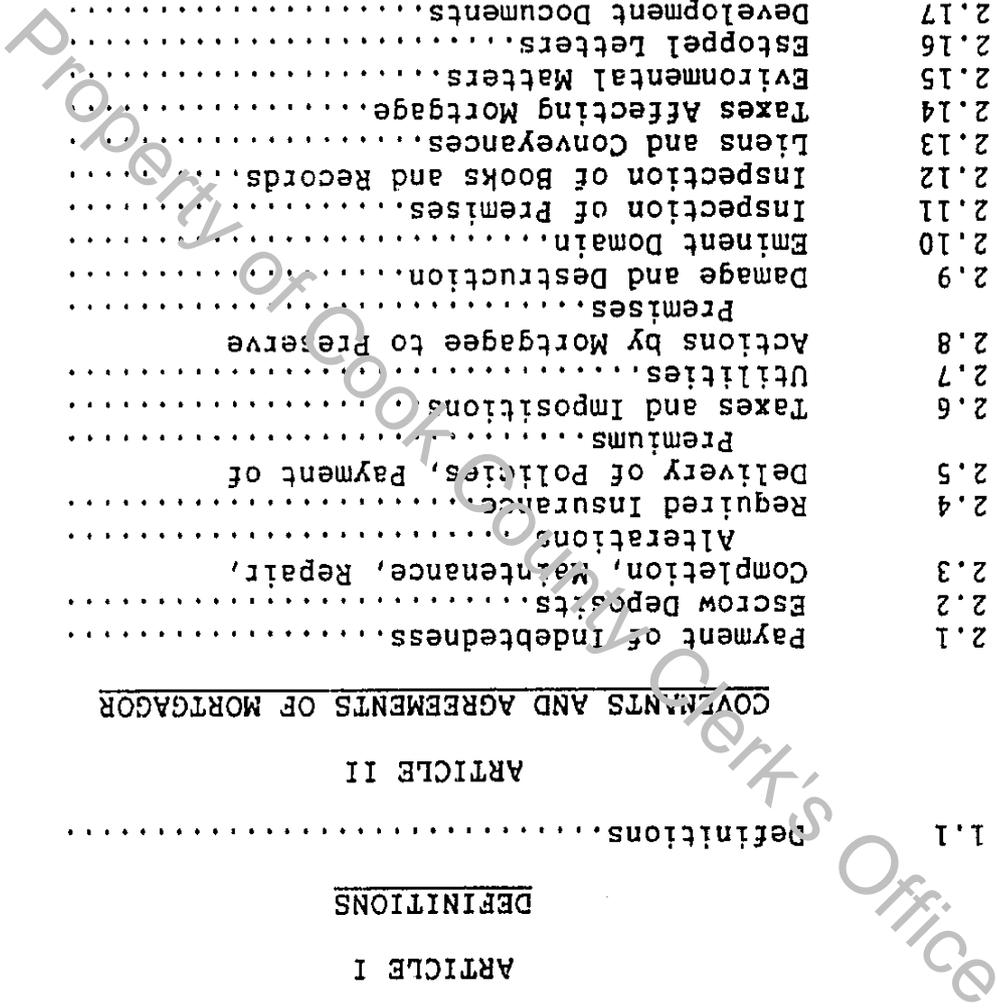 ARTICLE I
DEFINITIONS
1.1 Definitions..............................
ARTICLE II
COVENANTS AND AGREEMENTS OF MORTGAGOR
2.1 Payment of Indebtedness...................
2.2 Escrow Deposits...........................
2.3 Completion, Maintenance, Repair,
Alterations...........................
2.4 Required Insurance........................
2.5 Delivery of Policies, Payment of
Premiums..............................
2.6 Taxes and Impositions.....................
2.7 Utilities.................................
2.8 Actions by Mortgagee to Preserve
Premises..............................
2.9 Damage and Destruction....................
2.10 Eminent Domain............................
2.11 Inspection of Premises....................
2.12 Inspection of Books and Records...........
2.13 Liens and Conveyances.....................
2.14 Taxes Affecting Mortgage..................
2.15 Evironmental Matters......................
2.16 Estoppel Letters..........................
2.17 Development Documents.....................
Property of Cook County Clerk's Office